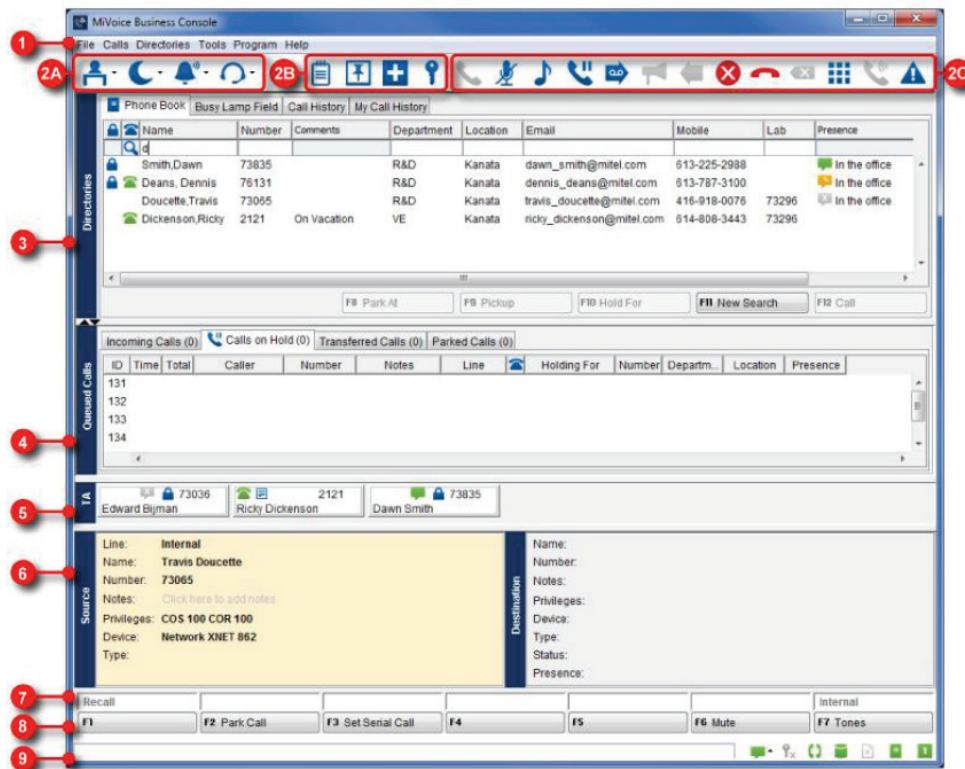 MiVoice Business Console
1
File Calls Directories Tools Program Help
2A
2B
2C
Phone Book Busy Lamp Field Call History My Call History
Name Number Comments Department Location Email Mobile Lab Presence
d
Smith,Dawn 73835 R&D Kanata dawn_smith@mitel.com 613-225-2988 In the office
Deans, Dennis 76131 R&D Kanata dennis_deans@mitel.com 613-787-3100 In the office
Doucette,Travis 73065 R&D Kanata travis_doucette@mitel.com 416-918-0076 73296 In the office
Dickenson,Ricky 2121 On Vacation VE Kanata ricky_dickenson@mitel.com 614-808-3443 73296
Directories
3
F8 Park At F9 Pickup F10 Hold For F11 New Search F12 Call
Incoming Calls (0) Calls on Hold (0) Transferred Calls (0) Parked Calls (0)
ID Time Total Caller Number Notes Line Holding For Number Departm... Location Presence
131
132
133
134
Queued Calls
4
TA
73036
Edward Bijman
2121
Ricky Dickenson
73835
Dawn Smith
5
6
Source
Line: Internal
Name: Travis Doucette
Number: 73065
Notes: Click here to add notes
Privileges: COS 100 COR 100
Device: Network XNET 862
Type:
Destination
Name:
Number:
Notes:
Privileges:
Device:
Type:
Status:
Presence:
7
Recall Internal
8
F1 F2 Park Call F3 Set Serial Call F4 F5 F6 Mute F7 Tones
9
1